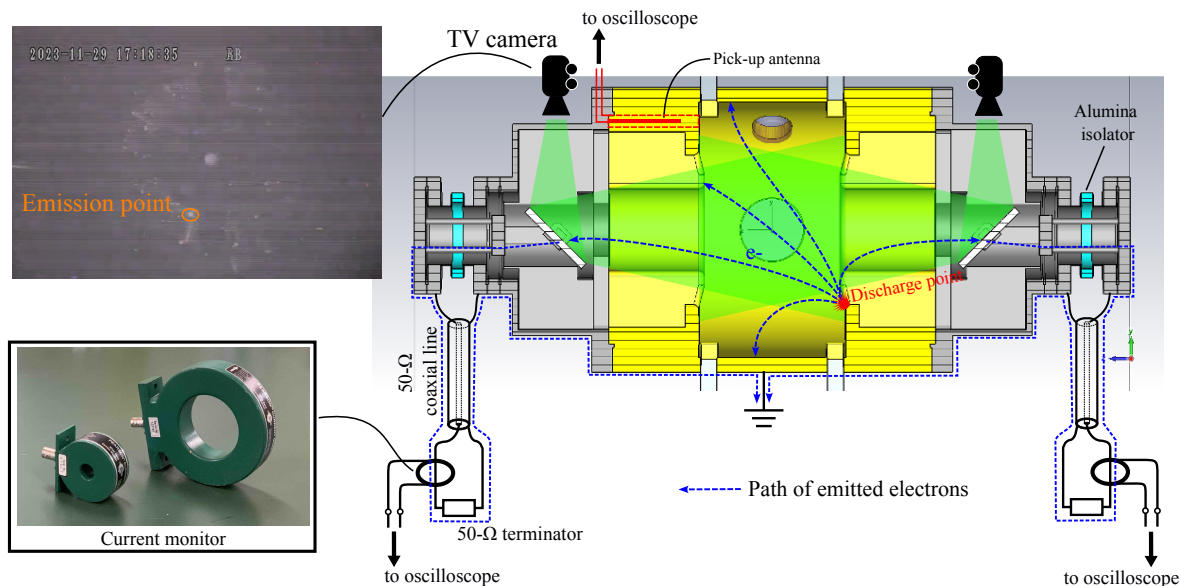 to oscilloscope
2023-11-29 17:18:35 RB
TV camera
Pick-up antenna
Alumina
isolator
Emission point
e-
Discharge point
y
z
50-Ω
coaxial line
Path of emitted electrons
50-Ω terminator
Current monitor
to oscilloscope
to oscilloscope